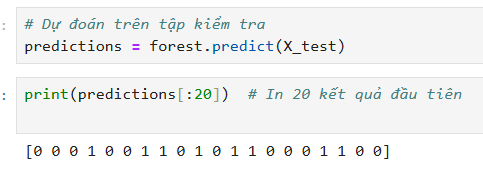 # Dự đoán trên tập kiểm tra
predictions = forest.predict(X_test)
print(predictions[:20])  # In 20 kết quả đầu tiên
[0 0 0 1 0 0 1 1 0 1 0 1 1 0 0 0 1 1 0 0]